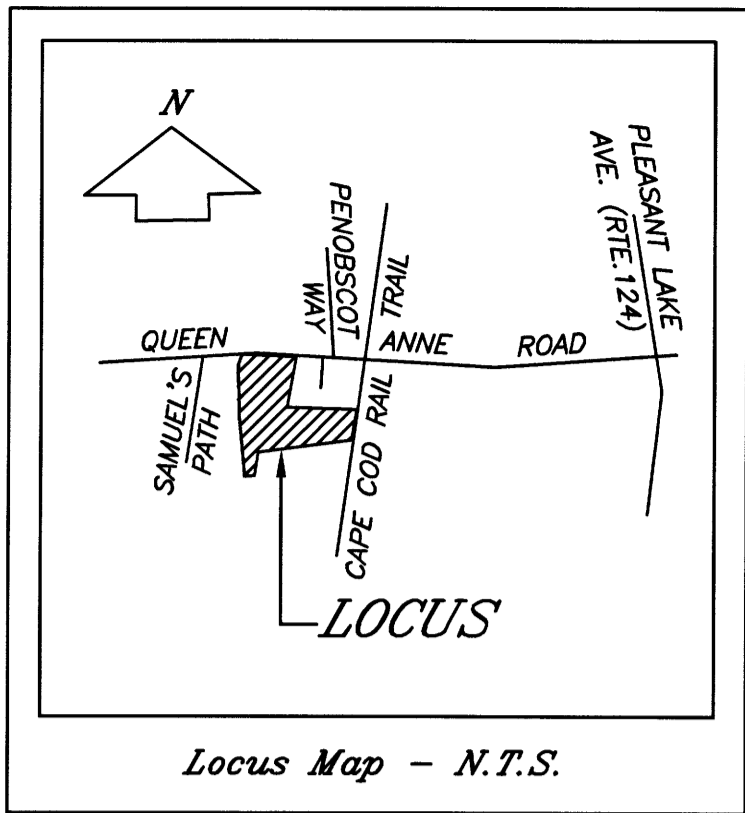 N
PLEASANT LAKE
AVE. (RTE.124)
PENOBSCOT
WAY
CAPE COD RAIL TRAIL
QUEEN ANNE ROAD
SAMUEL'S
PATH
LOCUS
Locus Map - N.T.S.